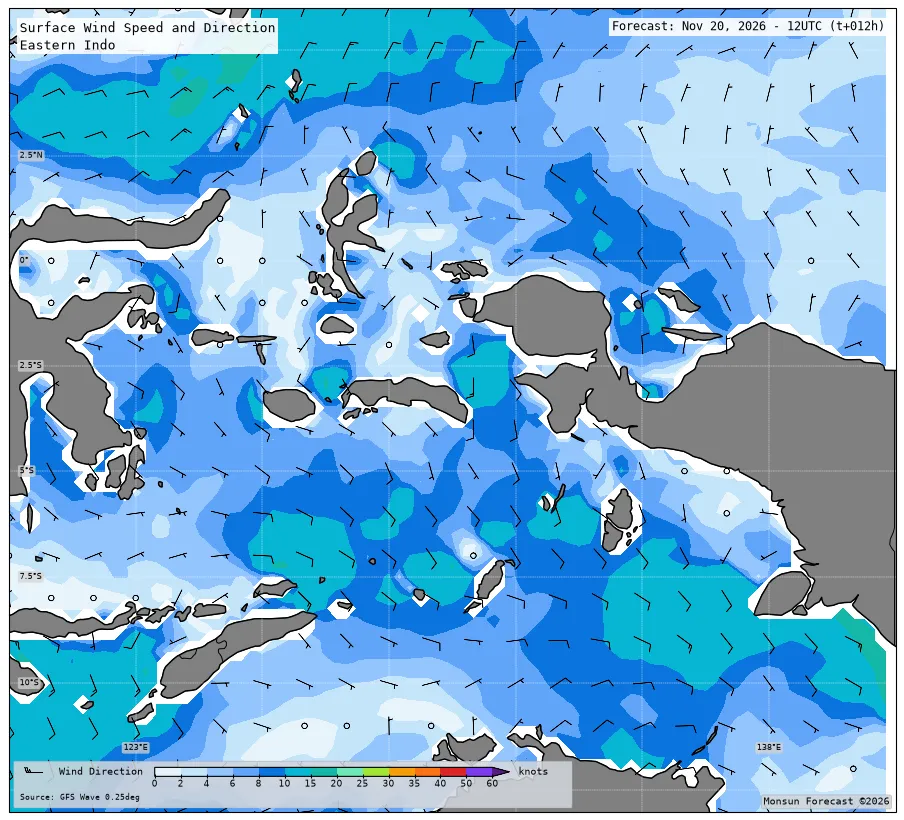 Surface Wind Speed and Direction
Eastern Indo
Forecast: Nov 20, 2026 - 12UTC (t+012h)
2.5°N
0°
2.5°S
5°S
7.5°S
10°S
123°E
138°E
Wind Direction
0 2 4 6 8 10 15 20 25 30 35 40 50 60
knots
Source: GFS Wave 0.25deg
Monsun Forecast ©2026